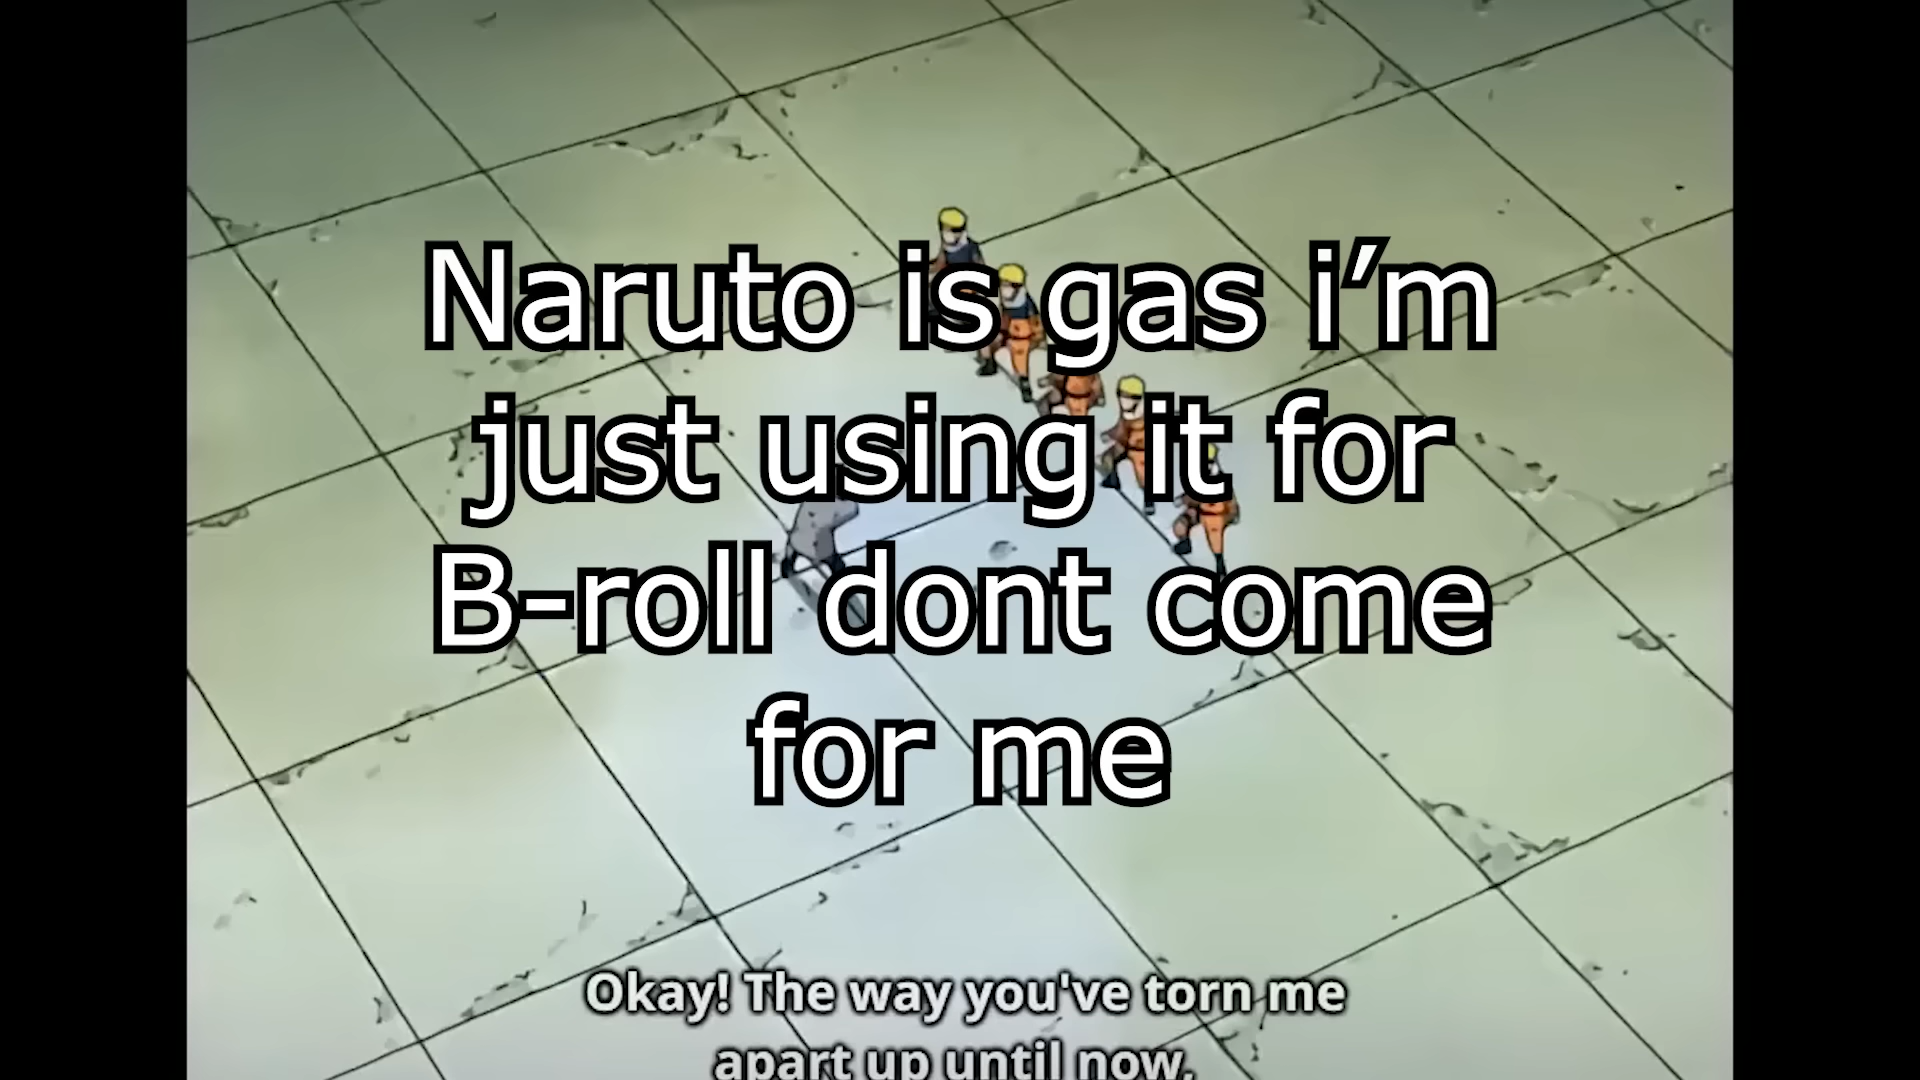 Naruto is gas i’m
just using it for
B-roll dont come
for me
Okay! The way you've torn me
apart up until now,